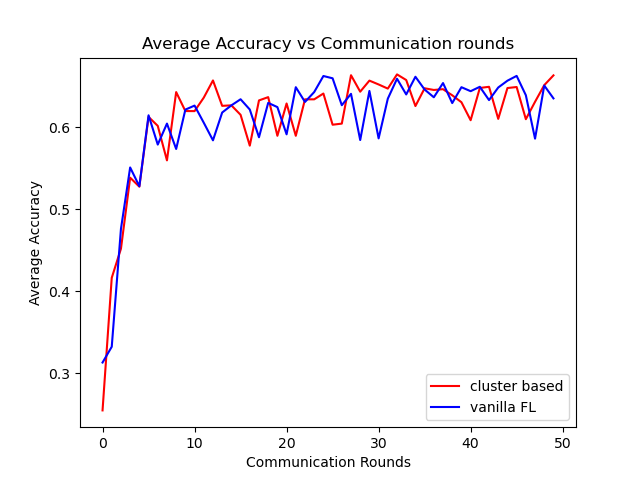 Average Accuracy vs Communication rounds
Average Accuracy
0.6
0.5
0.4
0.3
0
10
20
30
40
50
Communication Rounds
cluster based
vanilla FL